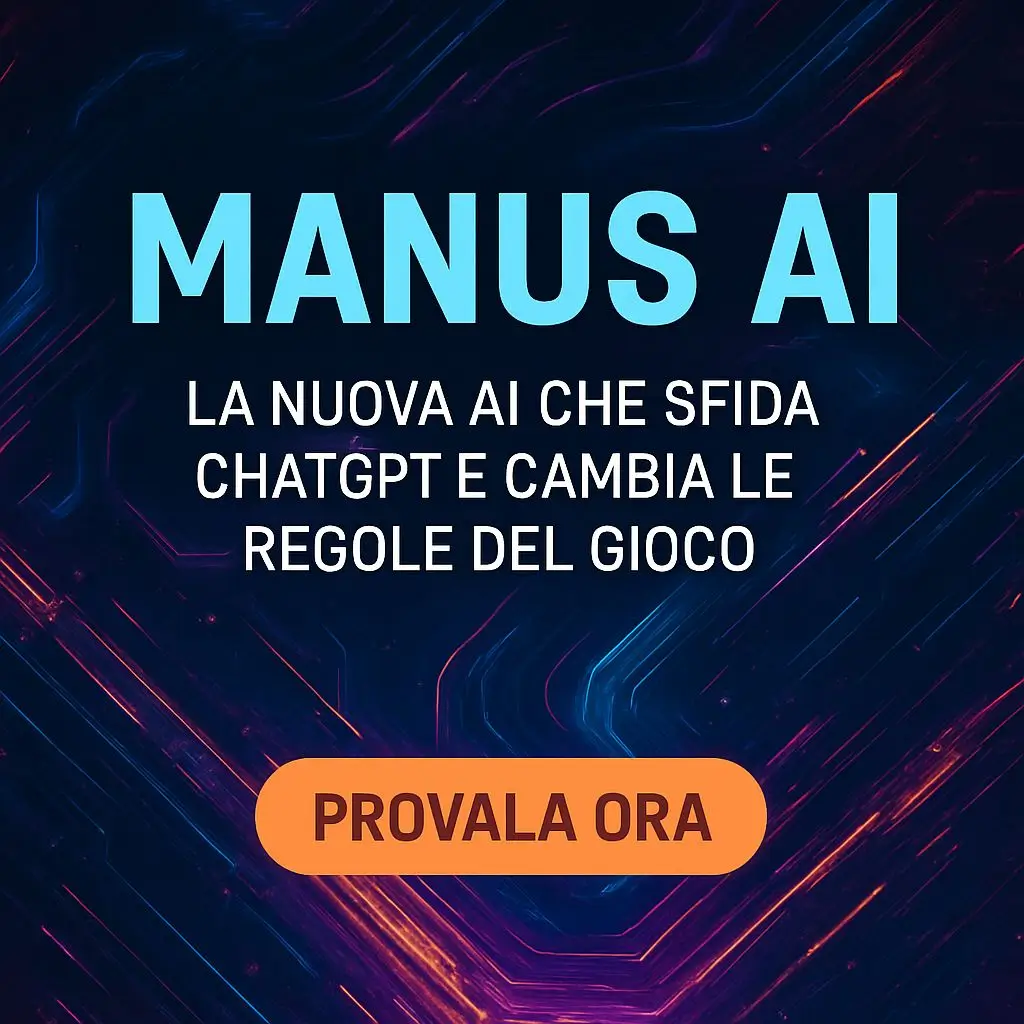 MANUS AI
LA NUOVA AI CHE SFIDA
CHATGPT E CAMBIA LE
REGOLE DEL GIOCO
PROVALA ORA